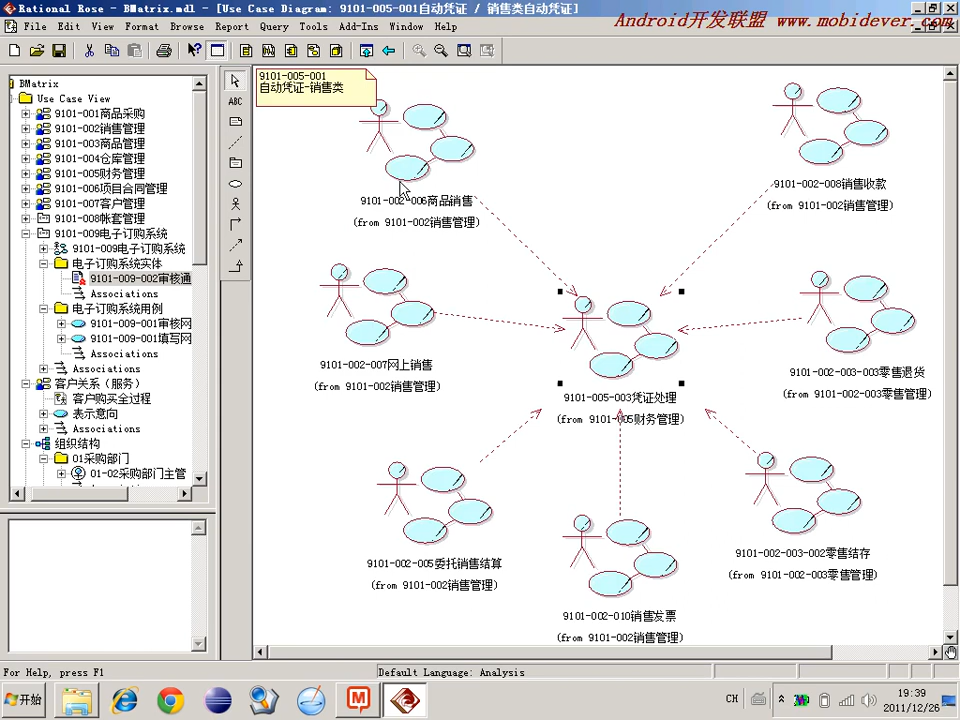 Rational Rose - BMatrix.mdl - [Use Case Diagram: 9101-005-001自动凭证 / 销售类自动凭证]
Android开发联盟 www.mobidever.com
File Edit View Format Browse Report Query Tools Add-Ins Window Help
BMatrix
Use Case View
9101-001商品采购
9101-002销售管理
9101-003商品管理
9101-004仓库管理
9101-005财务管理
9101-006项目合同管理
9101-007客户管理
9101-008帐套管理
9101-009电子订购系统
9101-009电子订购系统
电子订购系统实体
9101-009-002审核通
Associations
电子订购系统用例
9101-009-001审核网
9101-009-001填写网
Associations
Associations
客户关系（服务）
客户购买全过程
表示意向
Associations
组织结构
01采购部门
01-02采购部门主管
ABC
9101-005-001
自动凭证-销售类
9101-002-006商品销售
(from 9101-002销售管理)
9101-002-008销售收款
(from 9101-002销售管理)
9101-002-007网上销售
(from 9101-002销售管理)
9101-005-003凭证处理
(from 9101-005财务管理)
9101-002-003-003零售退货
(from 9101-002-003零售管理)
9101-002-005委托销售结算
(from 9101-002销售管理)
9101-002-010销售发票
(from 9101-002销售管理)
9101-002-003-002零售结存
(from 9101-002-003零售管理)
For Help, press F1
Default Language: Analysis
开始
CH
19:39
2011/12/26